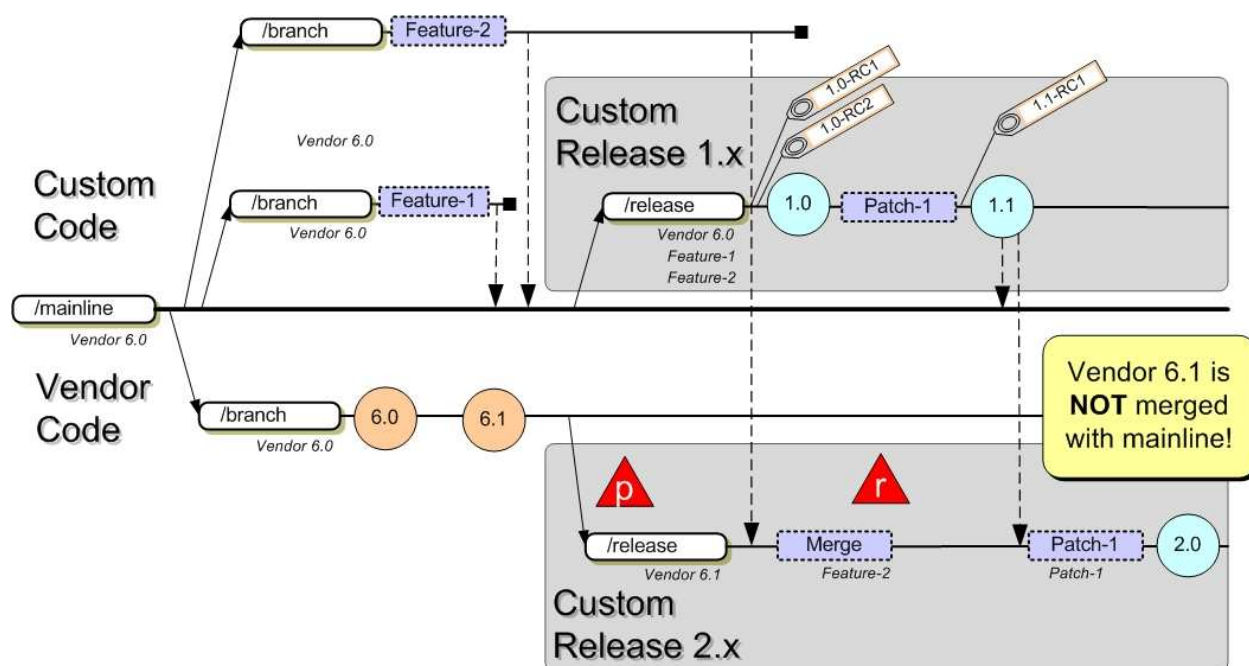 /branch
Feature-2
1.0-RC1
1.0-RC2
1.1-RC1
Custom
Release 1.x
Vendor 6.0
Custom
Code
/branch
Feature-1
Vendor 6.0
/release
1.0
Patch-1
1.1
Vendor 6.0
Feature-1
Feature-2
/mainline
Vendor 6.0
Vendor
Code
/branch
6.0
6.1
Vendor 6.0
Vendor 6.1 is
NOT merged
with mainline!
p
r
/release
Merge
Patch-1
2.0
Vendor 6.1
Feature-2
Patch-1
Custom
Release 2.x